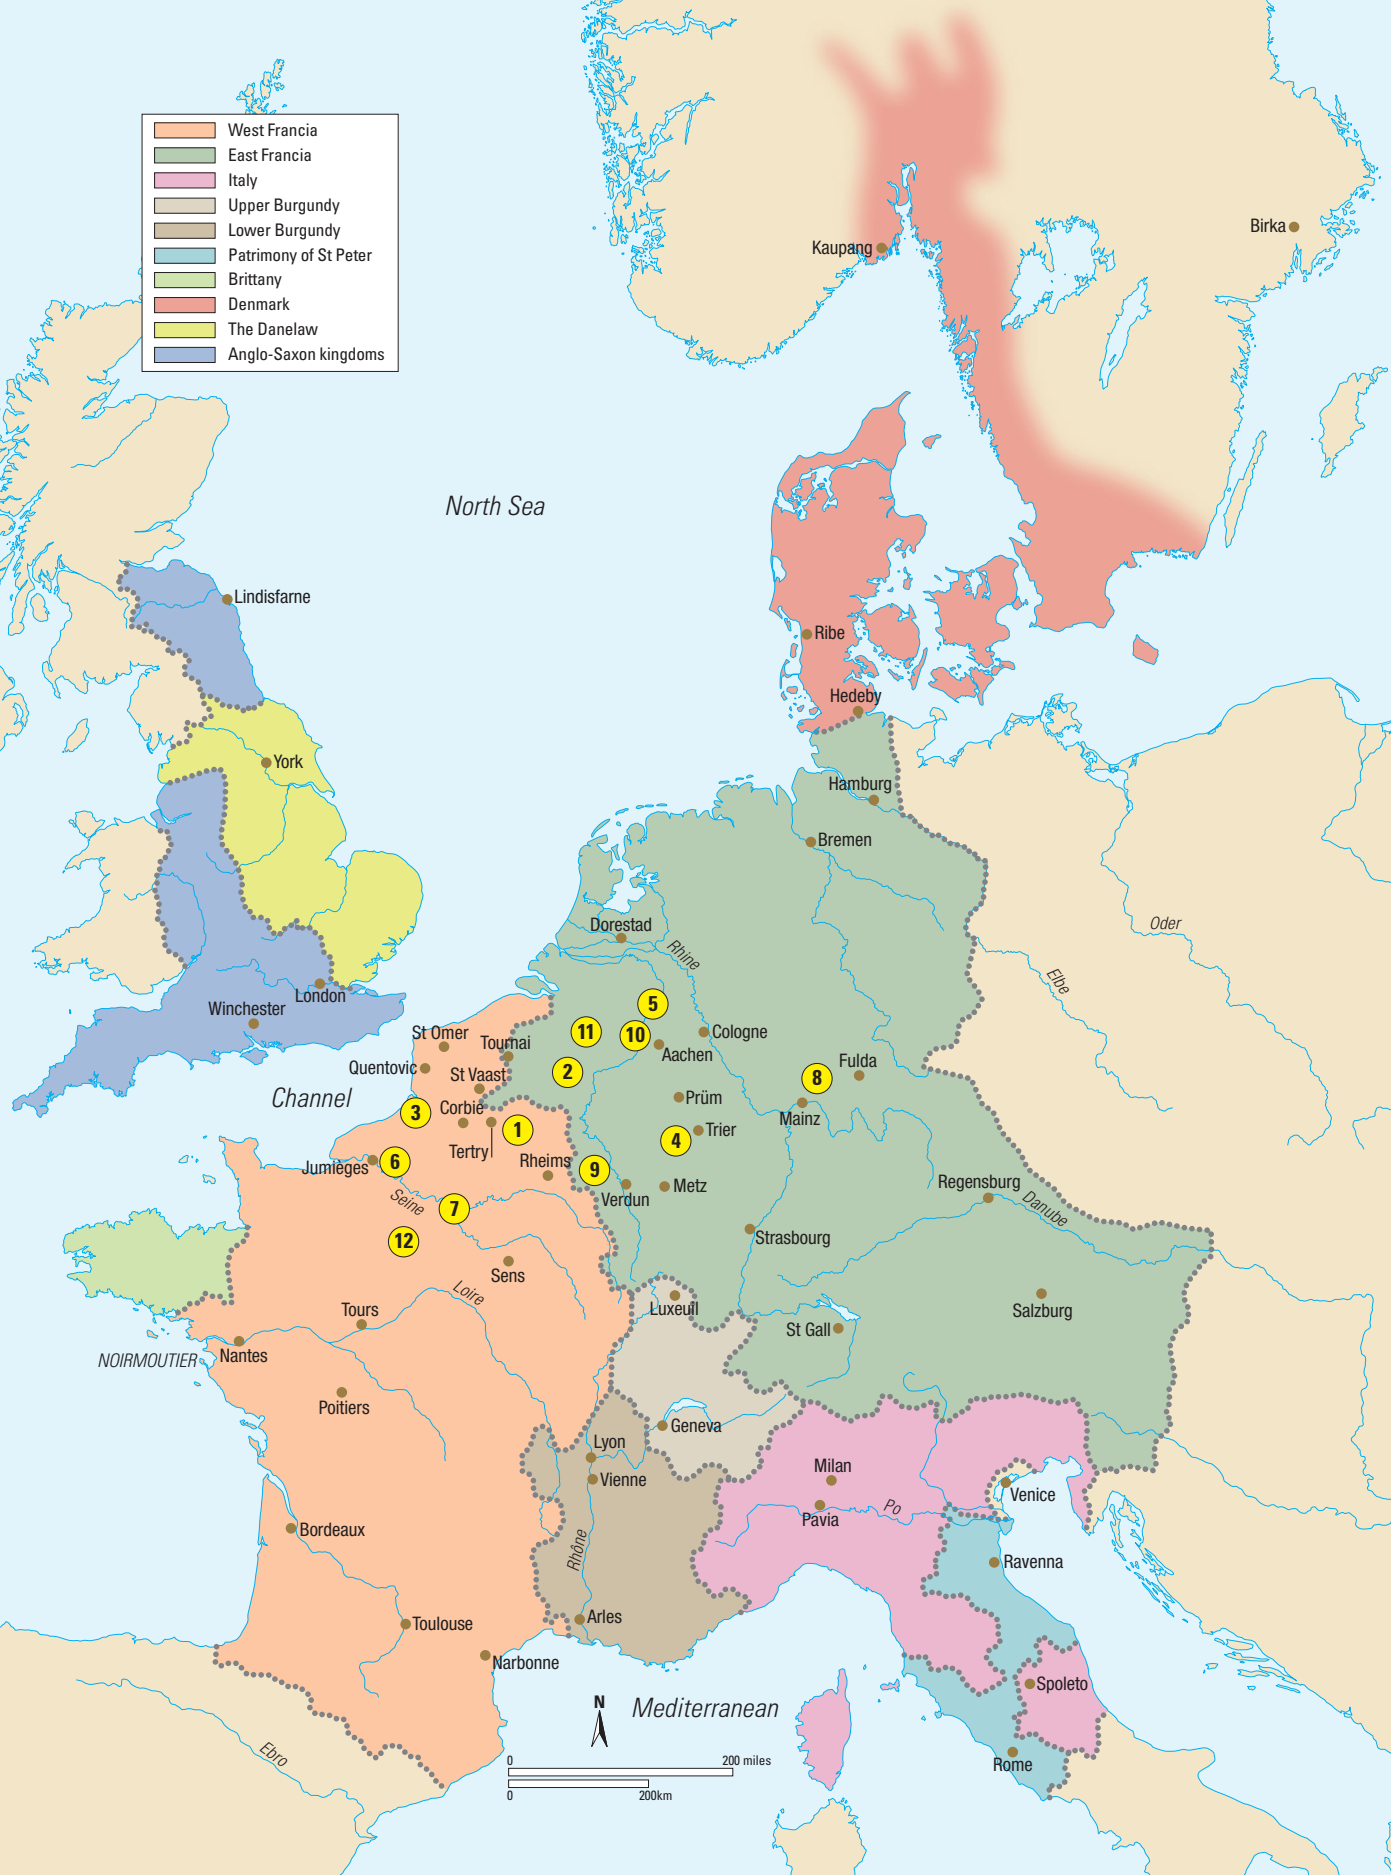 West Francia
East Francia
Italy
Upper Burgundy
Lower Burgundy
Patrimony of St Peter
Brittany
Denmark
The Danelaw
Anglo-Saxon kingdoms
Birka
Kaupang
North Sea
Lindisfarne
Ribe
Hedeby
York
Hamburg
Bremen
Dorestad
Rhine
Oder
Elbe
London
Winchester
5
St Omer
Tournai
11
10
Cologne
Aachen
Quentovic
St Vaast
2
8
Fulda
Channel
Prüm
3
Corbie
Mainz
1
Trier
4
Tertry
Jumièges
6
Rheims
9
Verdun
Metz
Regensburg
Danube
Seine
7
12
Strasbourg
Sens
Loire
Luxeuil
Salzburg
Tours
St Gall
NOIRMOUTIER
Nantes
Poitiers
Geneva
Lyon
Vienne
Milan
Venice
Pavia
Po
Bordeaux
Rhône
Ravenna
Arles
Toulouse
Narbonne
Spoleto
N
Mediterranean
Ebro
Rome
0
200 miles
0
200km